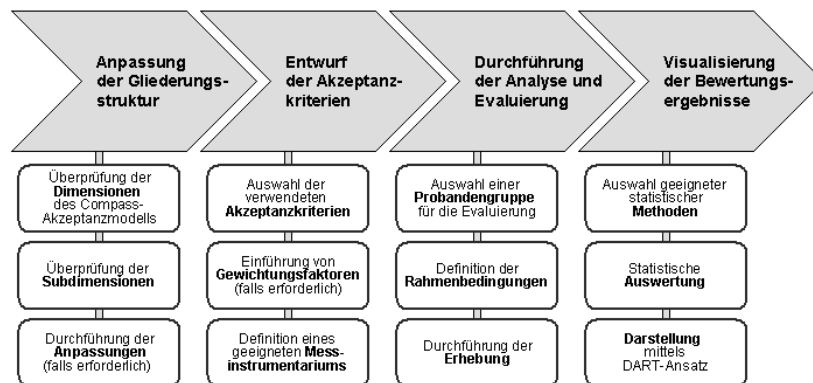 Anpassung
der Gliederungs-
struktur
Überprüfung der
Dimensionen
des Compass-
Akzeptanzmodells
Überprüfung der
Subdimensionen
Durchführung der
Anpassungen
(falls erforderlich)
Entwurf
der Akzeptanz-
kriterien
Auswahl der
verwendeten
Akzeptanzkriterien
Einführung von
Gewichtungsfaktoren
(falls erforderlich)
Definition eines
geeigneten Mess-
instrumentariums
Durchführung
der Analyse und
Evaluierung
Auswahl einer
Probandengruppe
für die Evaluierung
Definition der
Rahmenbedingungen
Durchführung der
Erhebung
Visualisierung
der Bewertungs-
ergebnisse
Auswahl geeigneter
statistischer
Methoden
Statistische
Auswertung
Darstellung
mittels
DART-Ansatz